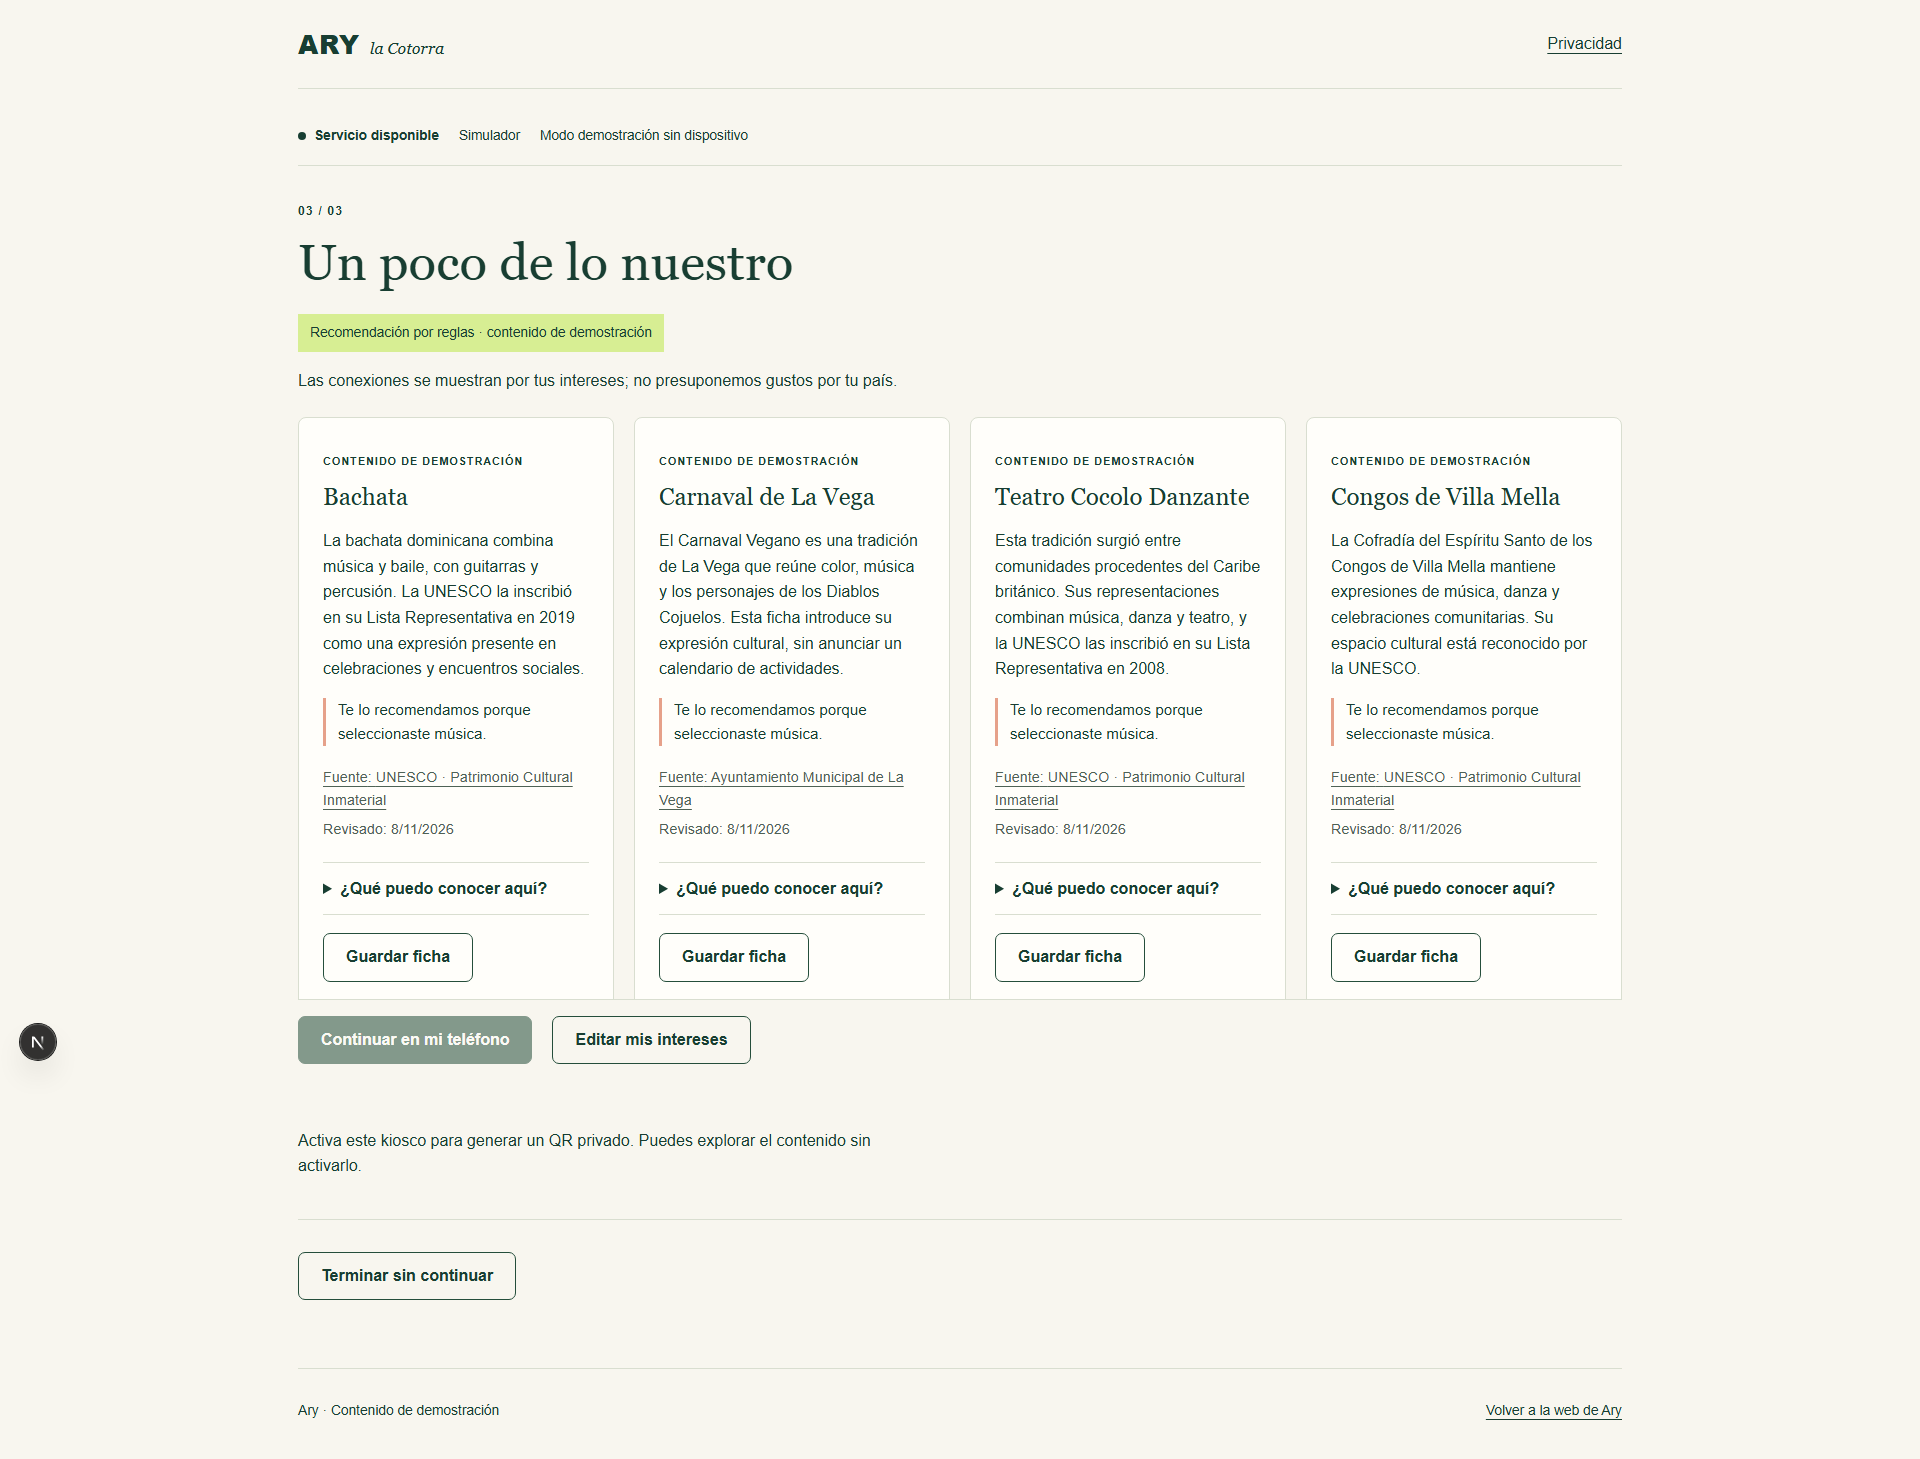 ARY la Cotorra
Privacidad
Servicio disponible Simulador Modo demostración sin dispositivo
03 / 03
Un poco de lo nuestro
Recomendación por reglas · contenido de demostración
Las conexiones se muestran por tus intereses; no presuponemos gustos por tu país.
CONTENIDO DE DEMOSTRACIÓN
Bachata
La bachata dominicana combina
música y baile, con guitarras y
percusión. La UNESCO la inscribió
en su Lista Representativa en 2019
como una expresión presente en
celebraciones y encuentros sociales.
Te lo recomendamos porque
seleccionaste música.
Fuente: UNESCO · Patrimonio Cultural
Inmaterial
Revisado: 8/11/2026
¿Qué puedo conocer aquí?
Guardar ficha
CONTENIDO DE DEMOSTRACIÓN
Carnaval de La Vega
El Carnaval Vegano es una tradición
de La Vega que reúne color, música
y los personajes de los Diablos
Cojuelos. Esta ficha introduce su
expresión cultural, sin anunciar un
calendario de actividades.
Te lo recomendamos porque
seleccionaste música.
Fuente: Ayuntamiento Municipal de La
Vega
Revisado: 8/11/2026
¿Qué puedo conocer aquí?
Guardar ficha
CONTENIDO DE DEMOSTRACIÓN
Teatro Cocolo Danzante
Esta tradición surgió entre
comunidades procedentes del Caribe
británico. Sus representaciones
combinan música, danza y teatro, y
la UNESCO las inscribió en su Lista
Representativa en 2008.
Te lo recomendamos porque
seleccionaste música.
Fuente: UNESCO · Patrimonio Cultural
Inmaterial
Revisado: 8/11/2026
¿Qué puedo conocer aquí?
Guardar ficha
CONTENIDO DE DEMOSTRACIÓN
Congos de Villa Mella
La Cofradía del Espíritu Santo de los
Congos de Villa Mella mantiene
expresiones de música, danza y
celebraciones comunitarias. Su
espacio cultural está reconocido por
la UNESCO.
Te lo recomendamos porque
seleccionaste música.
Fuente: UNESCO · Patrimonio Cultural
Inmaterial
Revisado: 8/11/2026
¿Qué puedo conocer aquí?
Guardar ficha
N
Continuar en mi teléfono
Editar mis intereses
Activa este kiosco para generar un QR privado. Puedes explorar el contenido sin
activarlo.
Terminar sin continuar
Ary · Contenido de demostración
Volver a la web de Ary